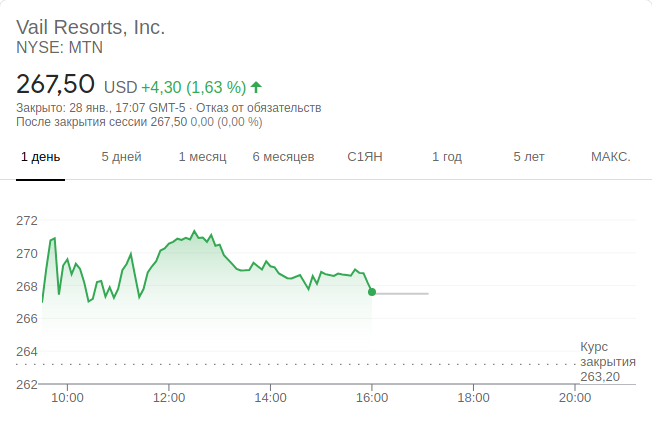 Vail Resorts, Inc.
NYSE: MTN
267,50 USD +4,30 (1,63 %)
Закрыто: 28 янв., 17:07 GMT-5 · Отказ от обязательств
После закрытия сессии 267,50 0,00 (0,00 %)
1 день 5 дней 1 месяц 6 месяцев С1ЯН 1 год 5 лет МАКС.
272
270
268
266
264
262
Курс
закрытия
263,20
10:00 12:00 14:00 16:00 18:00 20:00